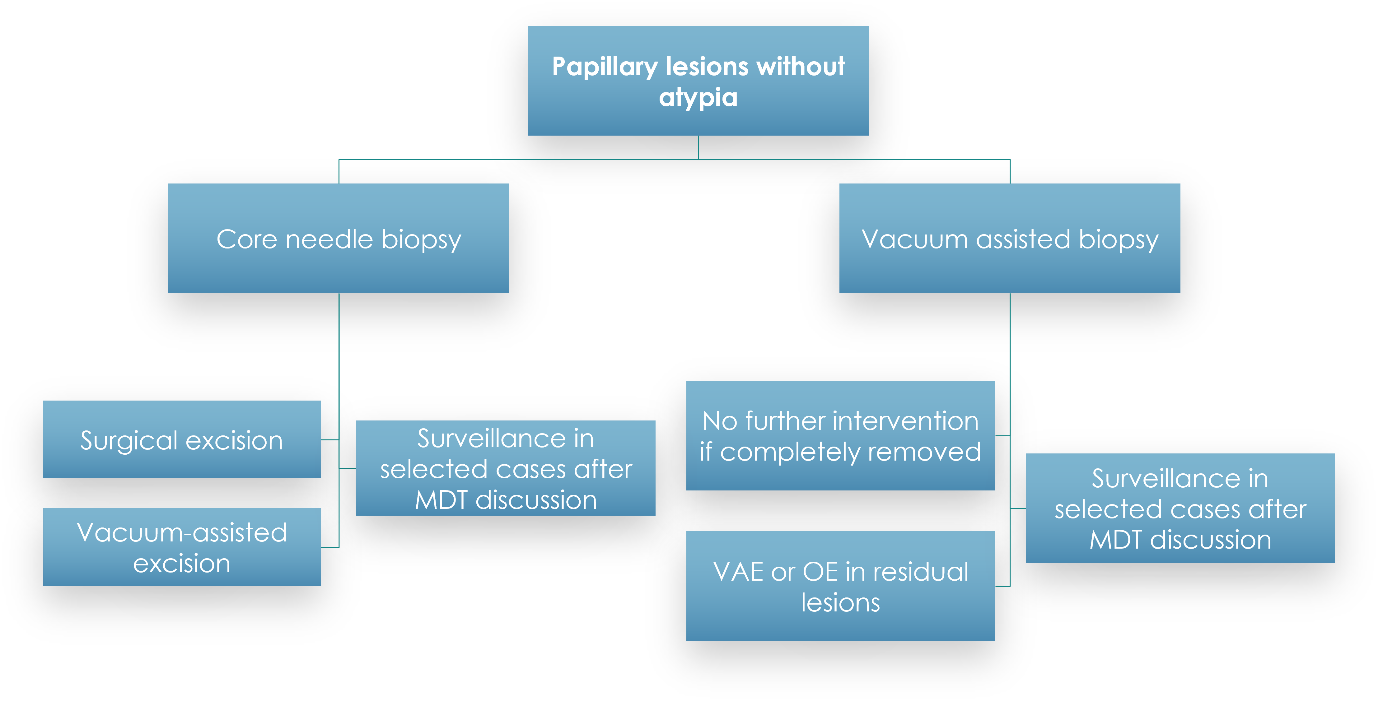 Papillary lesions without
atypia
Core needle biopsy
Vacuum assisted biopsy
Surgical excision
Surveillance in
selected cases after
MDT discussion
Vacuum-assisted
excision
No further intervention
if completely removed
Surveillance in
selected cases after
MDT discussion
VAE or OE in residual
lesions